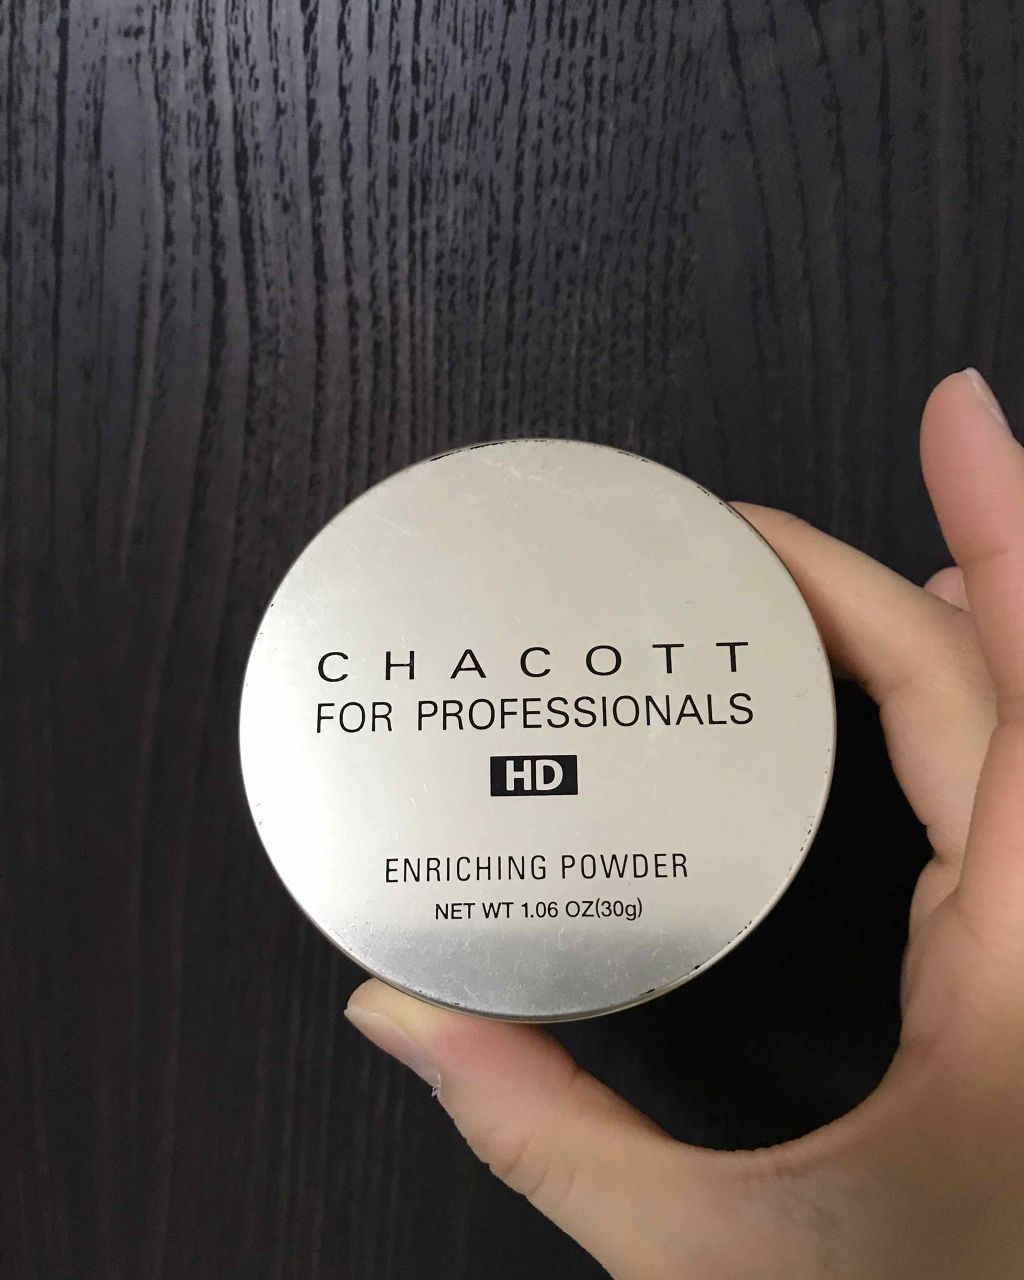 CHACOTT
FOR PROFESSIONALS
HD
ENRICHING POWDER
NET WT 1.06 OZ(30g)